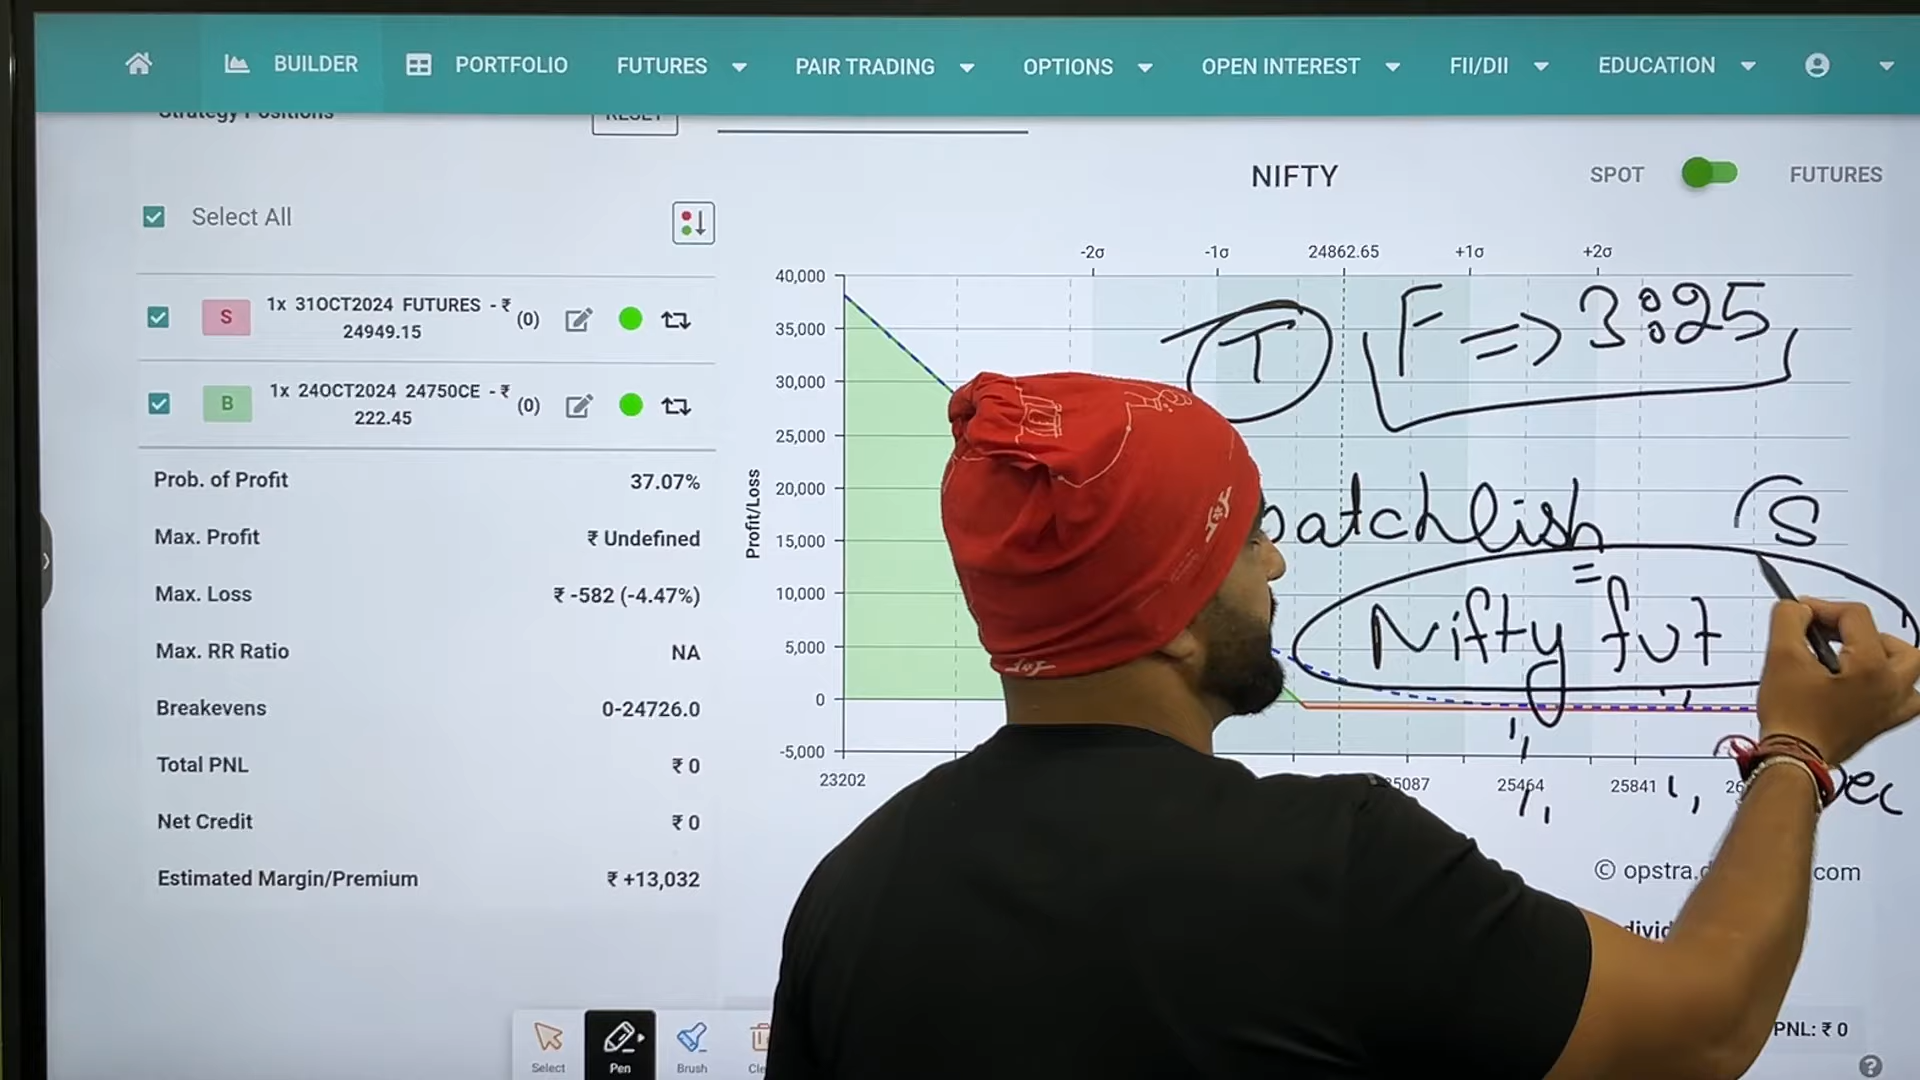 BUILDER PORTFOLIO FUTURES PAIR TRADING OPTIONS OPEN INTEREST FII/DII EDUCATION
Strategy Positions RESET
NIFTY SPOT FUTURES
Select All
-2σ -1σ 24862.65 +1σ +2σ
S 1x 31OCT2024 FUTURES - ₹ (0)
24949.15
B 1x 24OCT2024 24750CE - ₹ (0)
222.45
Prob. of Profit 37.07%
Max. Profit ₹ Undefined
Max. Loss ₹ -582 (-4.47%)
Max. RR Ratio NA
Breakevens 0-24726.0
Total PNL ₹ 0
Net Credit ₹ 0
Estimated Margin/Premium ₹ +13,032
Profit/Loss
40,000
35,000
30,000
25,000
20,000
15,000
10,000
5,000
0
-5,000
23202 25464 25841
T F => 3:25
S
Nifty fut
© opstra.
com
PNL: ₹ 0
Select Pen Brush